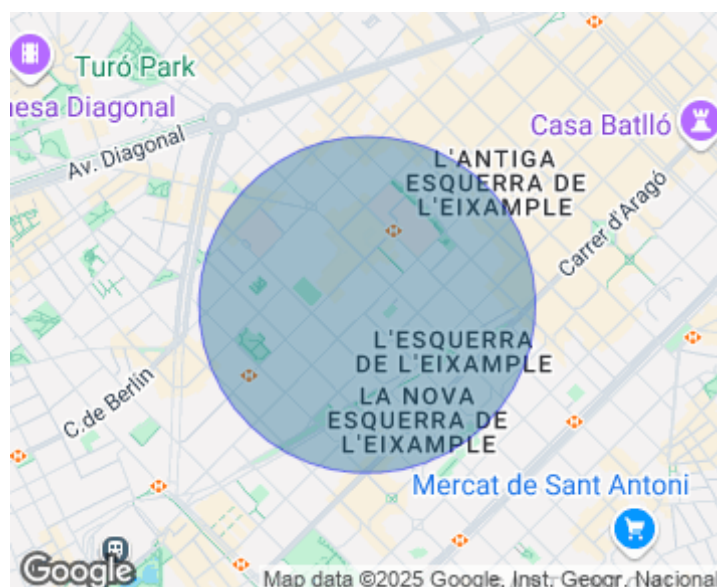 Turó Park
nesa Diagonal
Av. Diagonal
Casa Batlló
L'ANTIGA
ESQUERRA DE
L'EIXAMPLE
Carrer d'Aragó
L'ESQUERRA
DE L'EIXAMPLE
LA NOVA
ESQUERRA DE
L'EIXAMPLE
C. de Berlín
Mercat de Sant Antoni
Google
Map data ©2025 Google, Inst. Geogr. Nacional